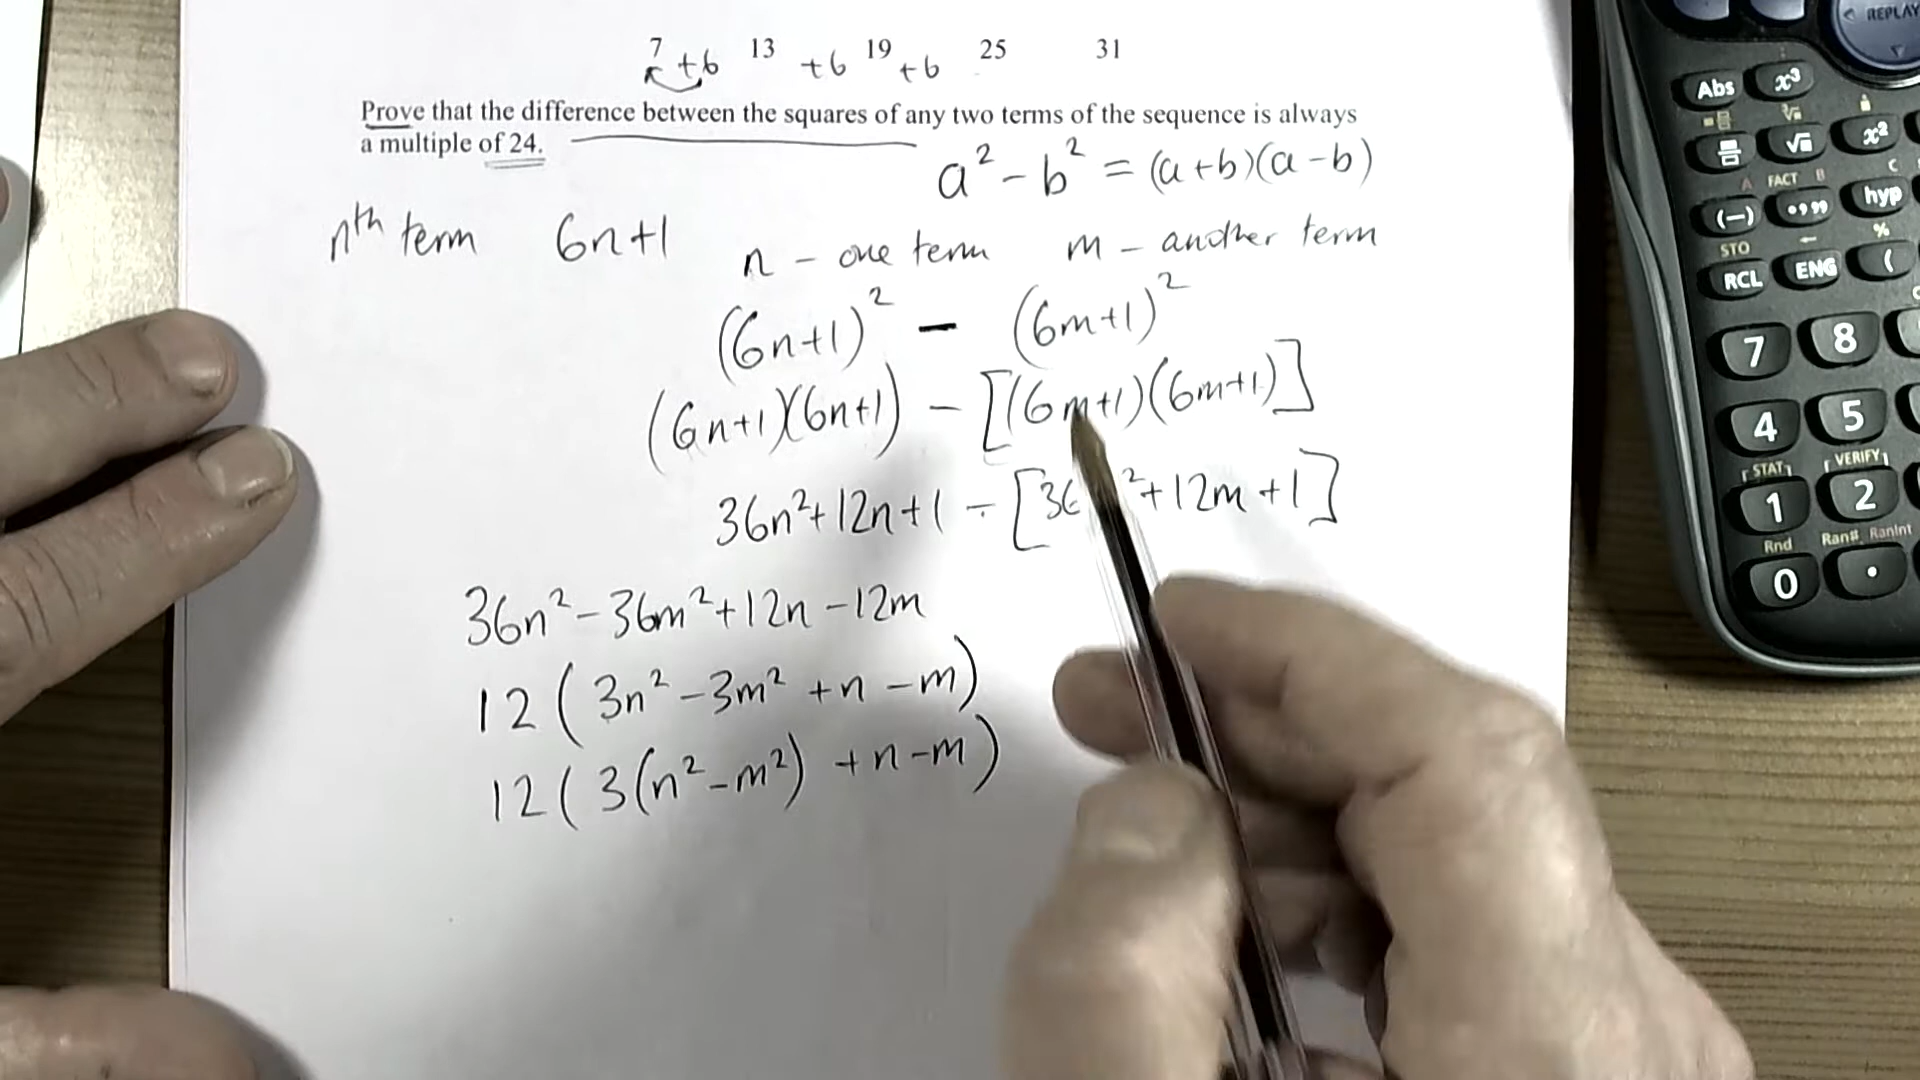 7 +6 13 +6 19 +6 25 31
Prove that the difference between the squares of any two terms of the sequence is always
a multiple of 24.
a² - b² = (a+b)(a-b)
nth term 6n+1 n - one term m - another term
(6n+1)² - (6m+1)²
(6n+1)(6n+1) - [(6m+1)(6m+1)]
36n²+12n+1 - [36 ²+12m+1]
36n²-36m²+12n-12m
12(3n²-3m²+n-m)
12(3(n²-m²)+n-m)
REPLAY
Abs x³
x²
FACT B C
(−) hyp
STO %
RCL ENG (
7 8
4 5
STAT VERIFY
1 2
Rnd Ran# RanInt
0 •